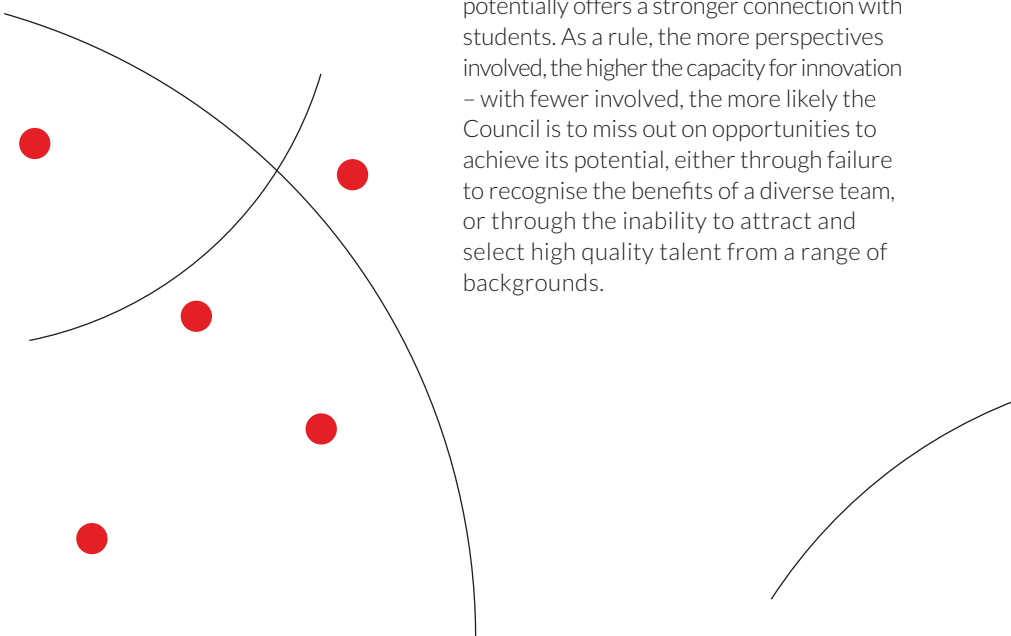 potentially offers a stronger connection with
students. As a rule, the more perspectives
involved, the higher the capacity for innovation
– with fewer involved, the more likely the
Council is to miss out on opportunities to
achieve its potential, either through failure
to recognise the benefits of a diverse team,
or through the inability to attract and
select high quality talent from a range of
backgrounds.